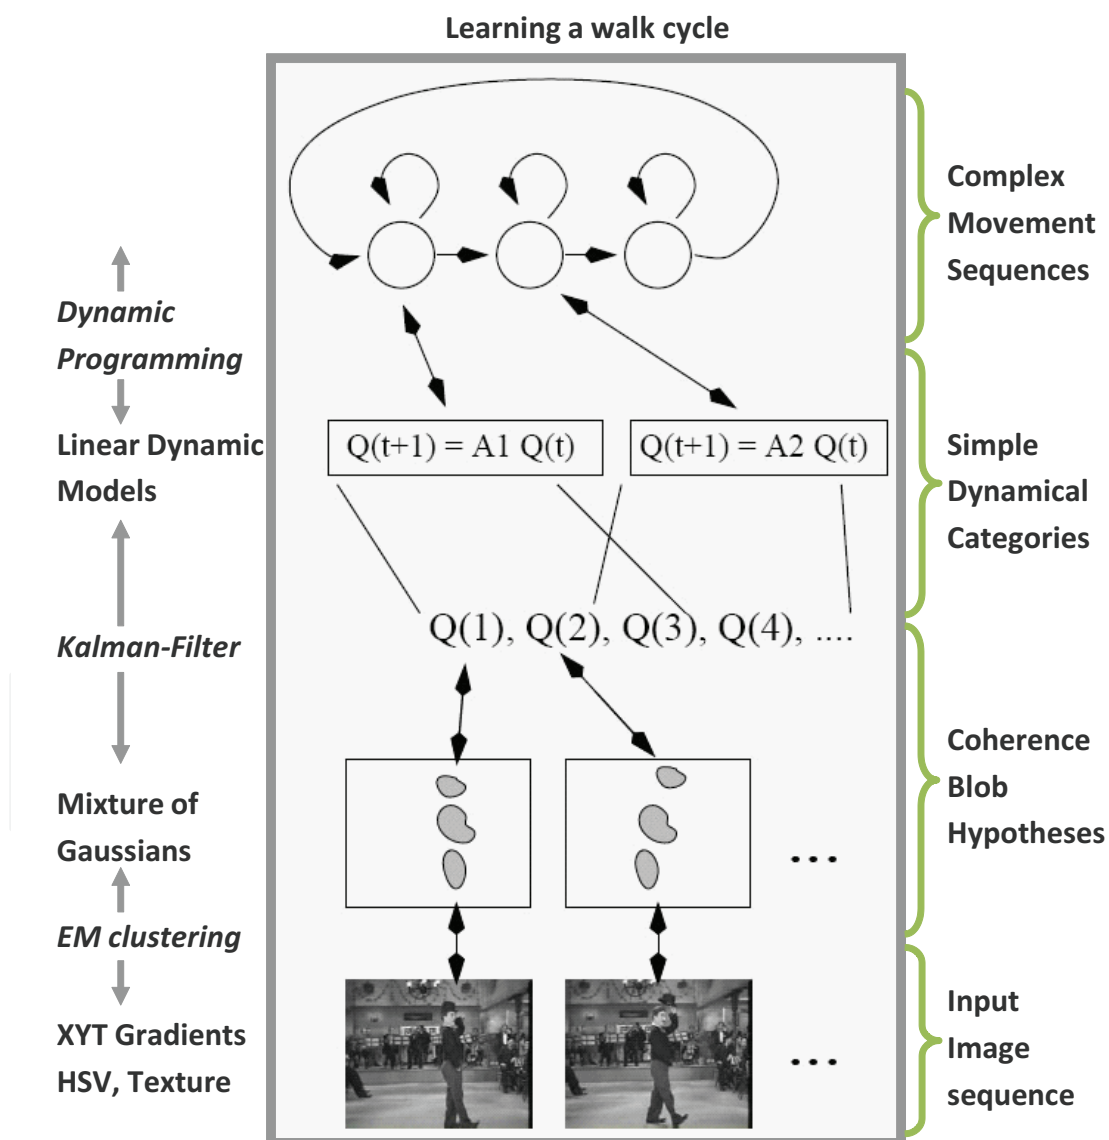 Learning a walk cycle
Complex
Movement
Sequences
Dynamic
Programming
Linear Dynamic
Models
Q(t+1) = A1 Q(t)
Q(t+1) = A2 Q(t)
Simple
Dynamical
Categories
Q(1), Q(2), Q(3), Q(4), ....
Kalman-Filter
Coherence
Blob
Hypotheses
Mixture of
Gaussians
...
EM clustering
XYT Gradients
HSV, Texture
...
Input
Image
sequence